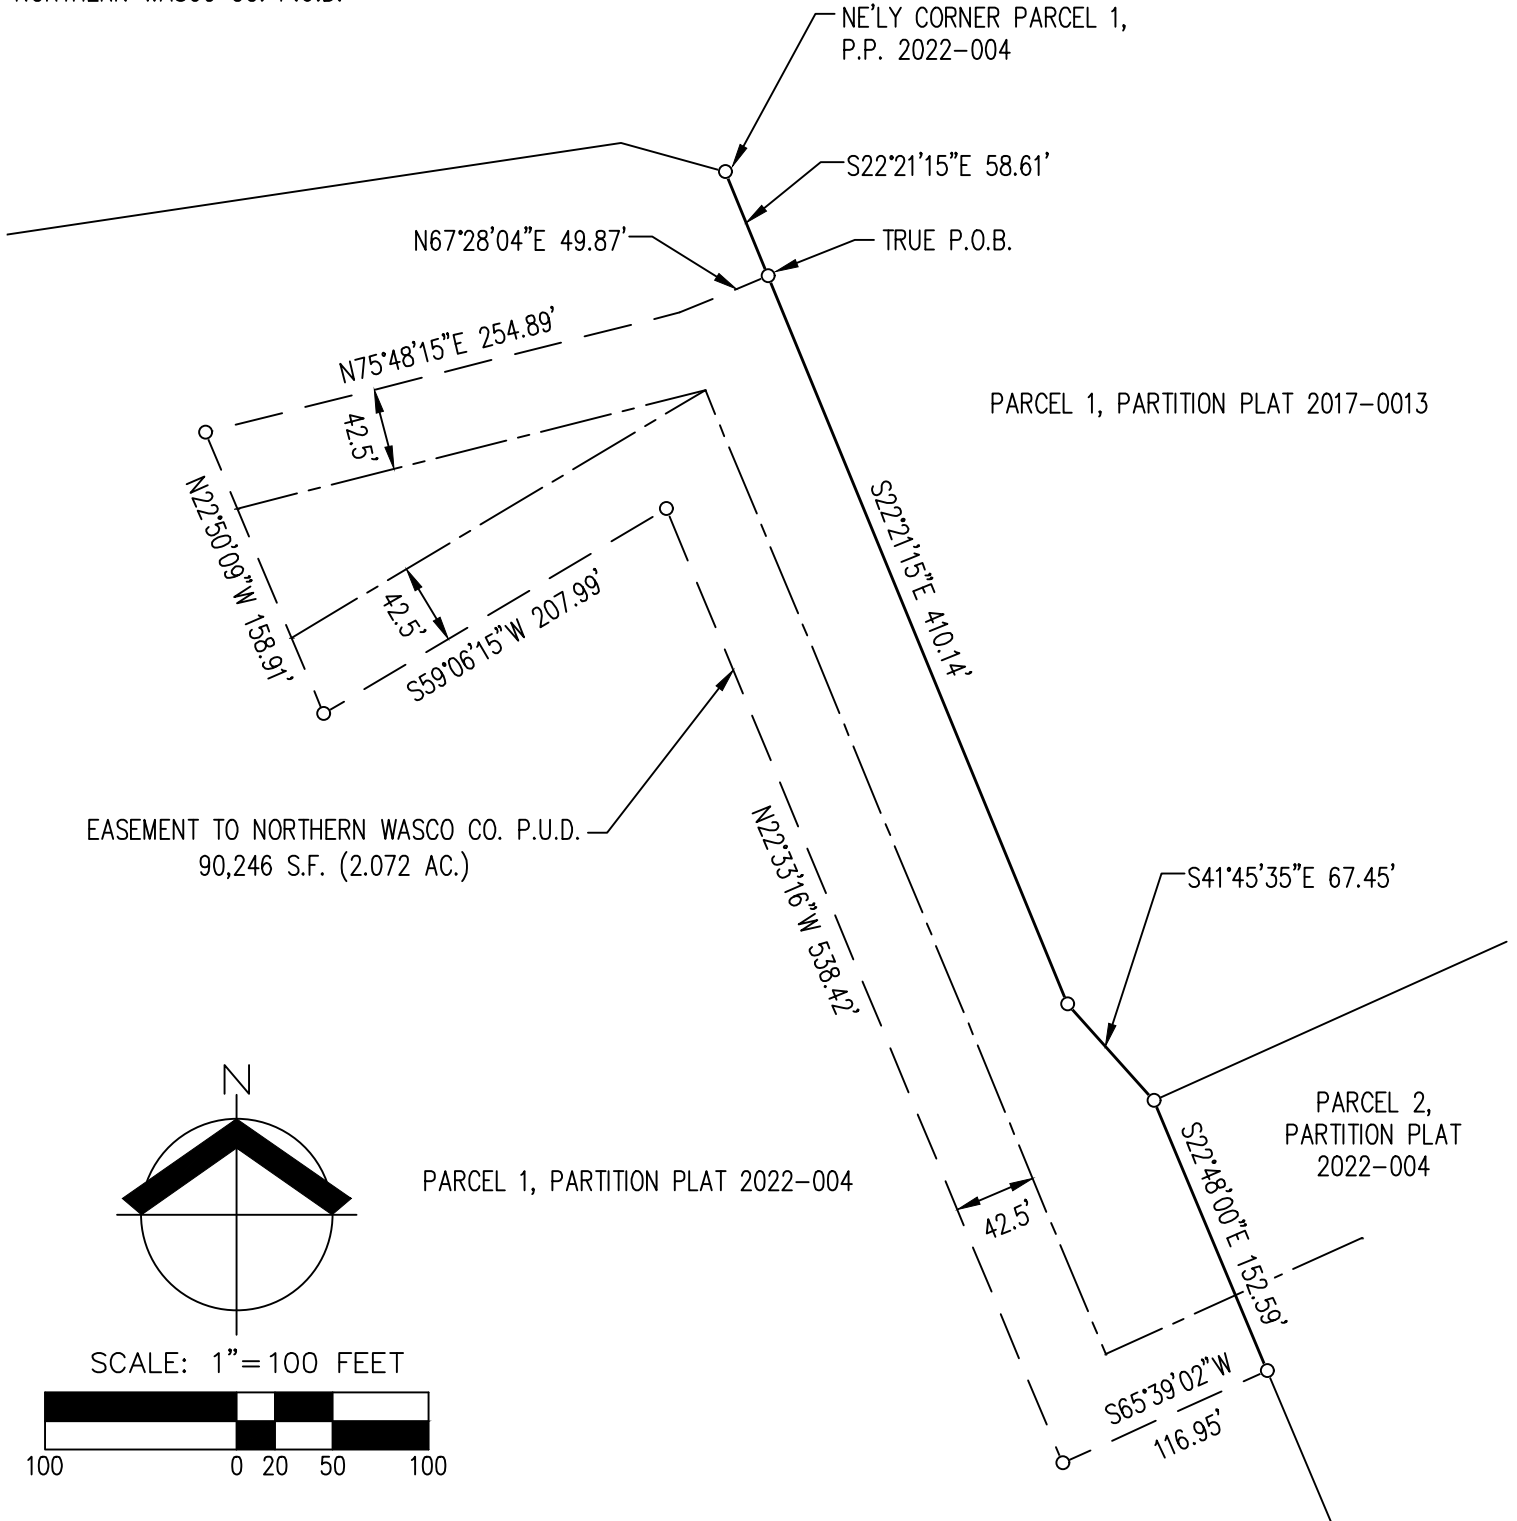 NORTHERN WASCO CO. P.U.D.
NE'LY CORNER PARCEL 1,
P.P. 2022-004
S22°21'15"E 58.61'
N67°28'04"E 49.87'
TRUE P.O.B.
N75°48'15"E 254.89'
42.5'
PARCEL 1, PARTITION PLAT 2017-0013
N22°50'09"W 158.91'
S22°21'15"E 410.14'
42.5'
S59°06'15"W 207.99'
EASEMENT TO NORTHERN WASCO CO. P.U.D.
90,246 S.F. (2.072 AC.)
N22°33'16"W 538.42'
S41°45'35"E 67.45'
N
PARCEL 1, PARTITION PLAT 2022-004
PARCEL 2,
PARTITION PLAT
2022-004
S22°48'00"E 152.59'
42.5'
SCALE: 1"=100 FEET
100 0 20 50 100
S65°39'02"W
116.95'